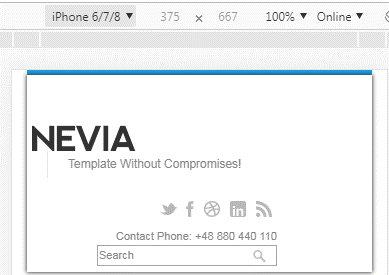 iPhone 6/7/8 ▼ 375 × 667 100% ▼ Online ▼
NEVIA
Template Without Compromises!
Contact Phone: +48 880 440 110
Search